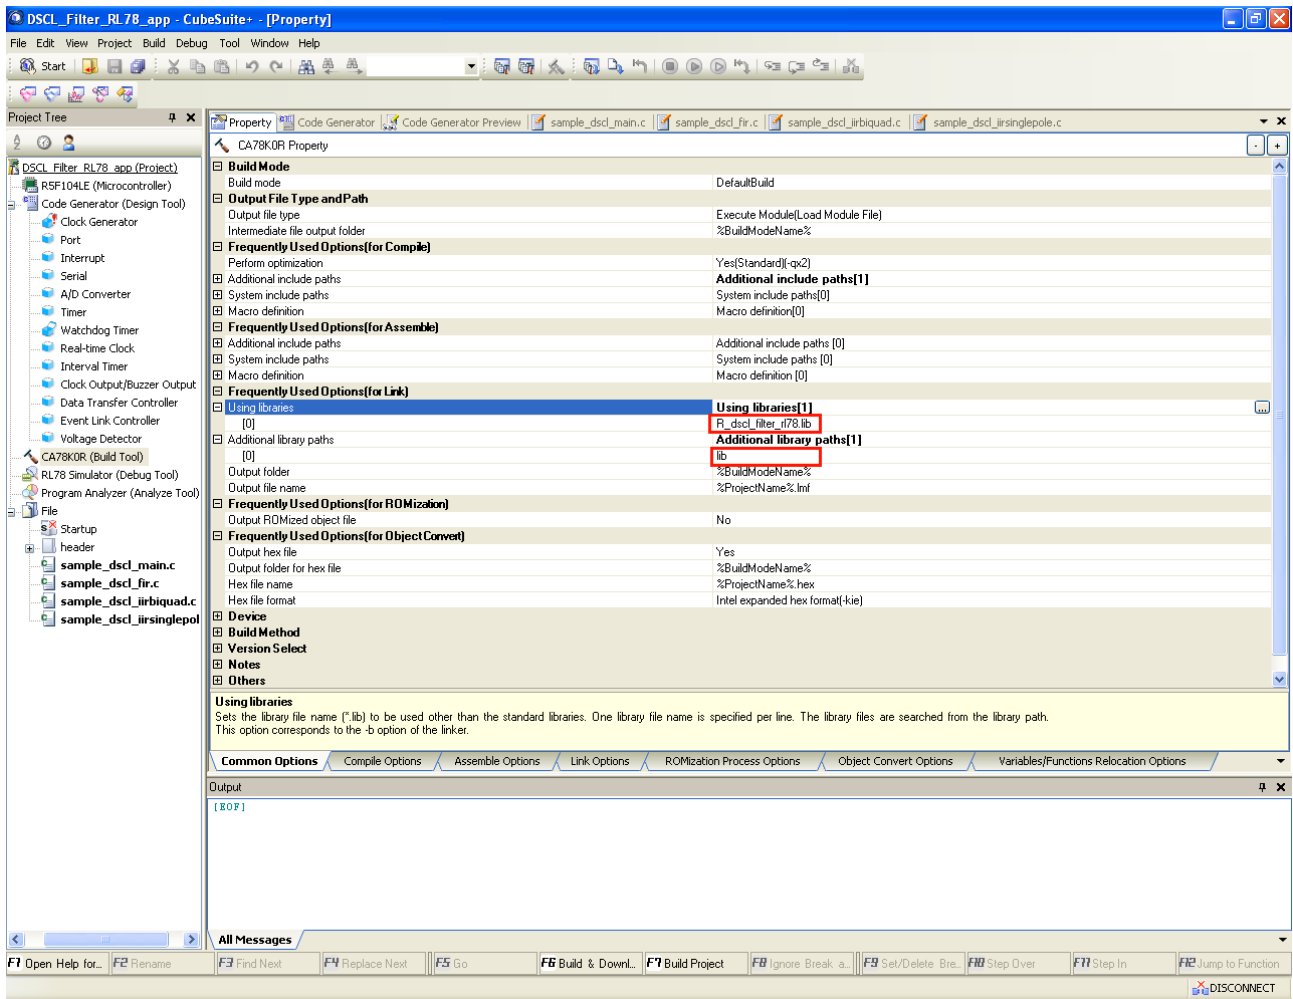 DSCL_Filter_RL78_app - CubeSuite+ - [Property]
File Edit View Project Build Debug Tool Window Help
Start
Project Tree
Property Code Generator Code Generator Preview sample_dscl_main.c sample_dscl_fir.c sample_dscl_iirbiquad.c sample_dscl_iirsinglepole.c
DSCL_Filter_RL78_app (Project)
R5F104LE (Microcontroller)
Code Generator (Design Tool)
Clock Generator
Port
Interrupt
Serial
A/D Converter
Timer
Watchdog Timer
Real-time Clock
Interval Timer
Clock Output/Buzzer Output
Data Transfer Controller
Event Link Controller
Voltage Detector
CA78K0R (Build Tool)
RL78 Simulator (Debug Tool)
Program Analyzer (Analyze Tool)
File
Startup
header
sample_dscl_main.c
sample_dscl_fir.c
sample_dscl_iirbiquad.c
sample_dscl_iirsinglepol
CA78K0R Property
Build Mode
Build mode DefaultBuild
Output File Type and Path
Output file type Execute Module(Load Module File)
Intermediate file output folder %BuildModeName%
Frequently Used Options(for Compile)
Perform optimization Yes(Standard)(-qx2)
Additional include paths Additional include paths[1]
System include paths System include paths[0]
Macro definition Macro definition[0]
Frequently Used Options(for Assemble)
Additional include paths Additional include paths [0]
System include paths System include paths [0]
Macro definition Macro definition [0]
Frequently Used Options(for Link)
Using libraries Using libraries[1] ...
[0] R_dscl_filter_rl78.lib
Additional library paths Additional library paths[1]
[0] lib
Output folder %BuildModeName%
Output file name %ProjectName%.lmf
Frequently Used Options(for ROMization)
Output ROMized object file No
Frequently Used Options(for Object Convert)
Output hex file Yes
Output folder for hex file %BuildModeName%
Hex file name %ProjectName%.hex
Hex file format Intel expanded hex format(-kie)
Device
Build Method
Version Select
Notes
Others
Using libraries
Sets the library file name (*.lib) to be used other than the standard libraries. One library file name is specified per line. The library files are searched from the library path.
This option corresponds to the -b option of the linker.
Common Options Compile Options Assemble Options Link Options ROMization Process Options Object Convert Options Variables/Functions Relocation Options
Output
[EOF]
All Messages
F1 Open Help for... F2 Rename F3 Find Next F4 Replace Next F5 Go F6 Build & Downl... F7 Build Project F8 Ignore Break a... F9 Set/Delete Bre... F10 Step Over F11 Step In F12 Jump to Function
DISCONNECT